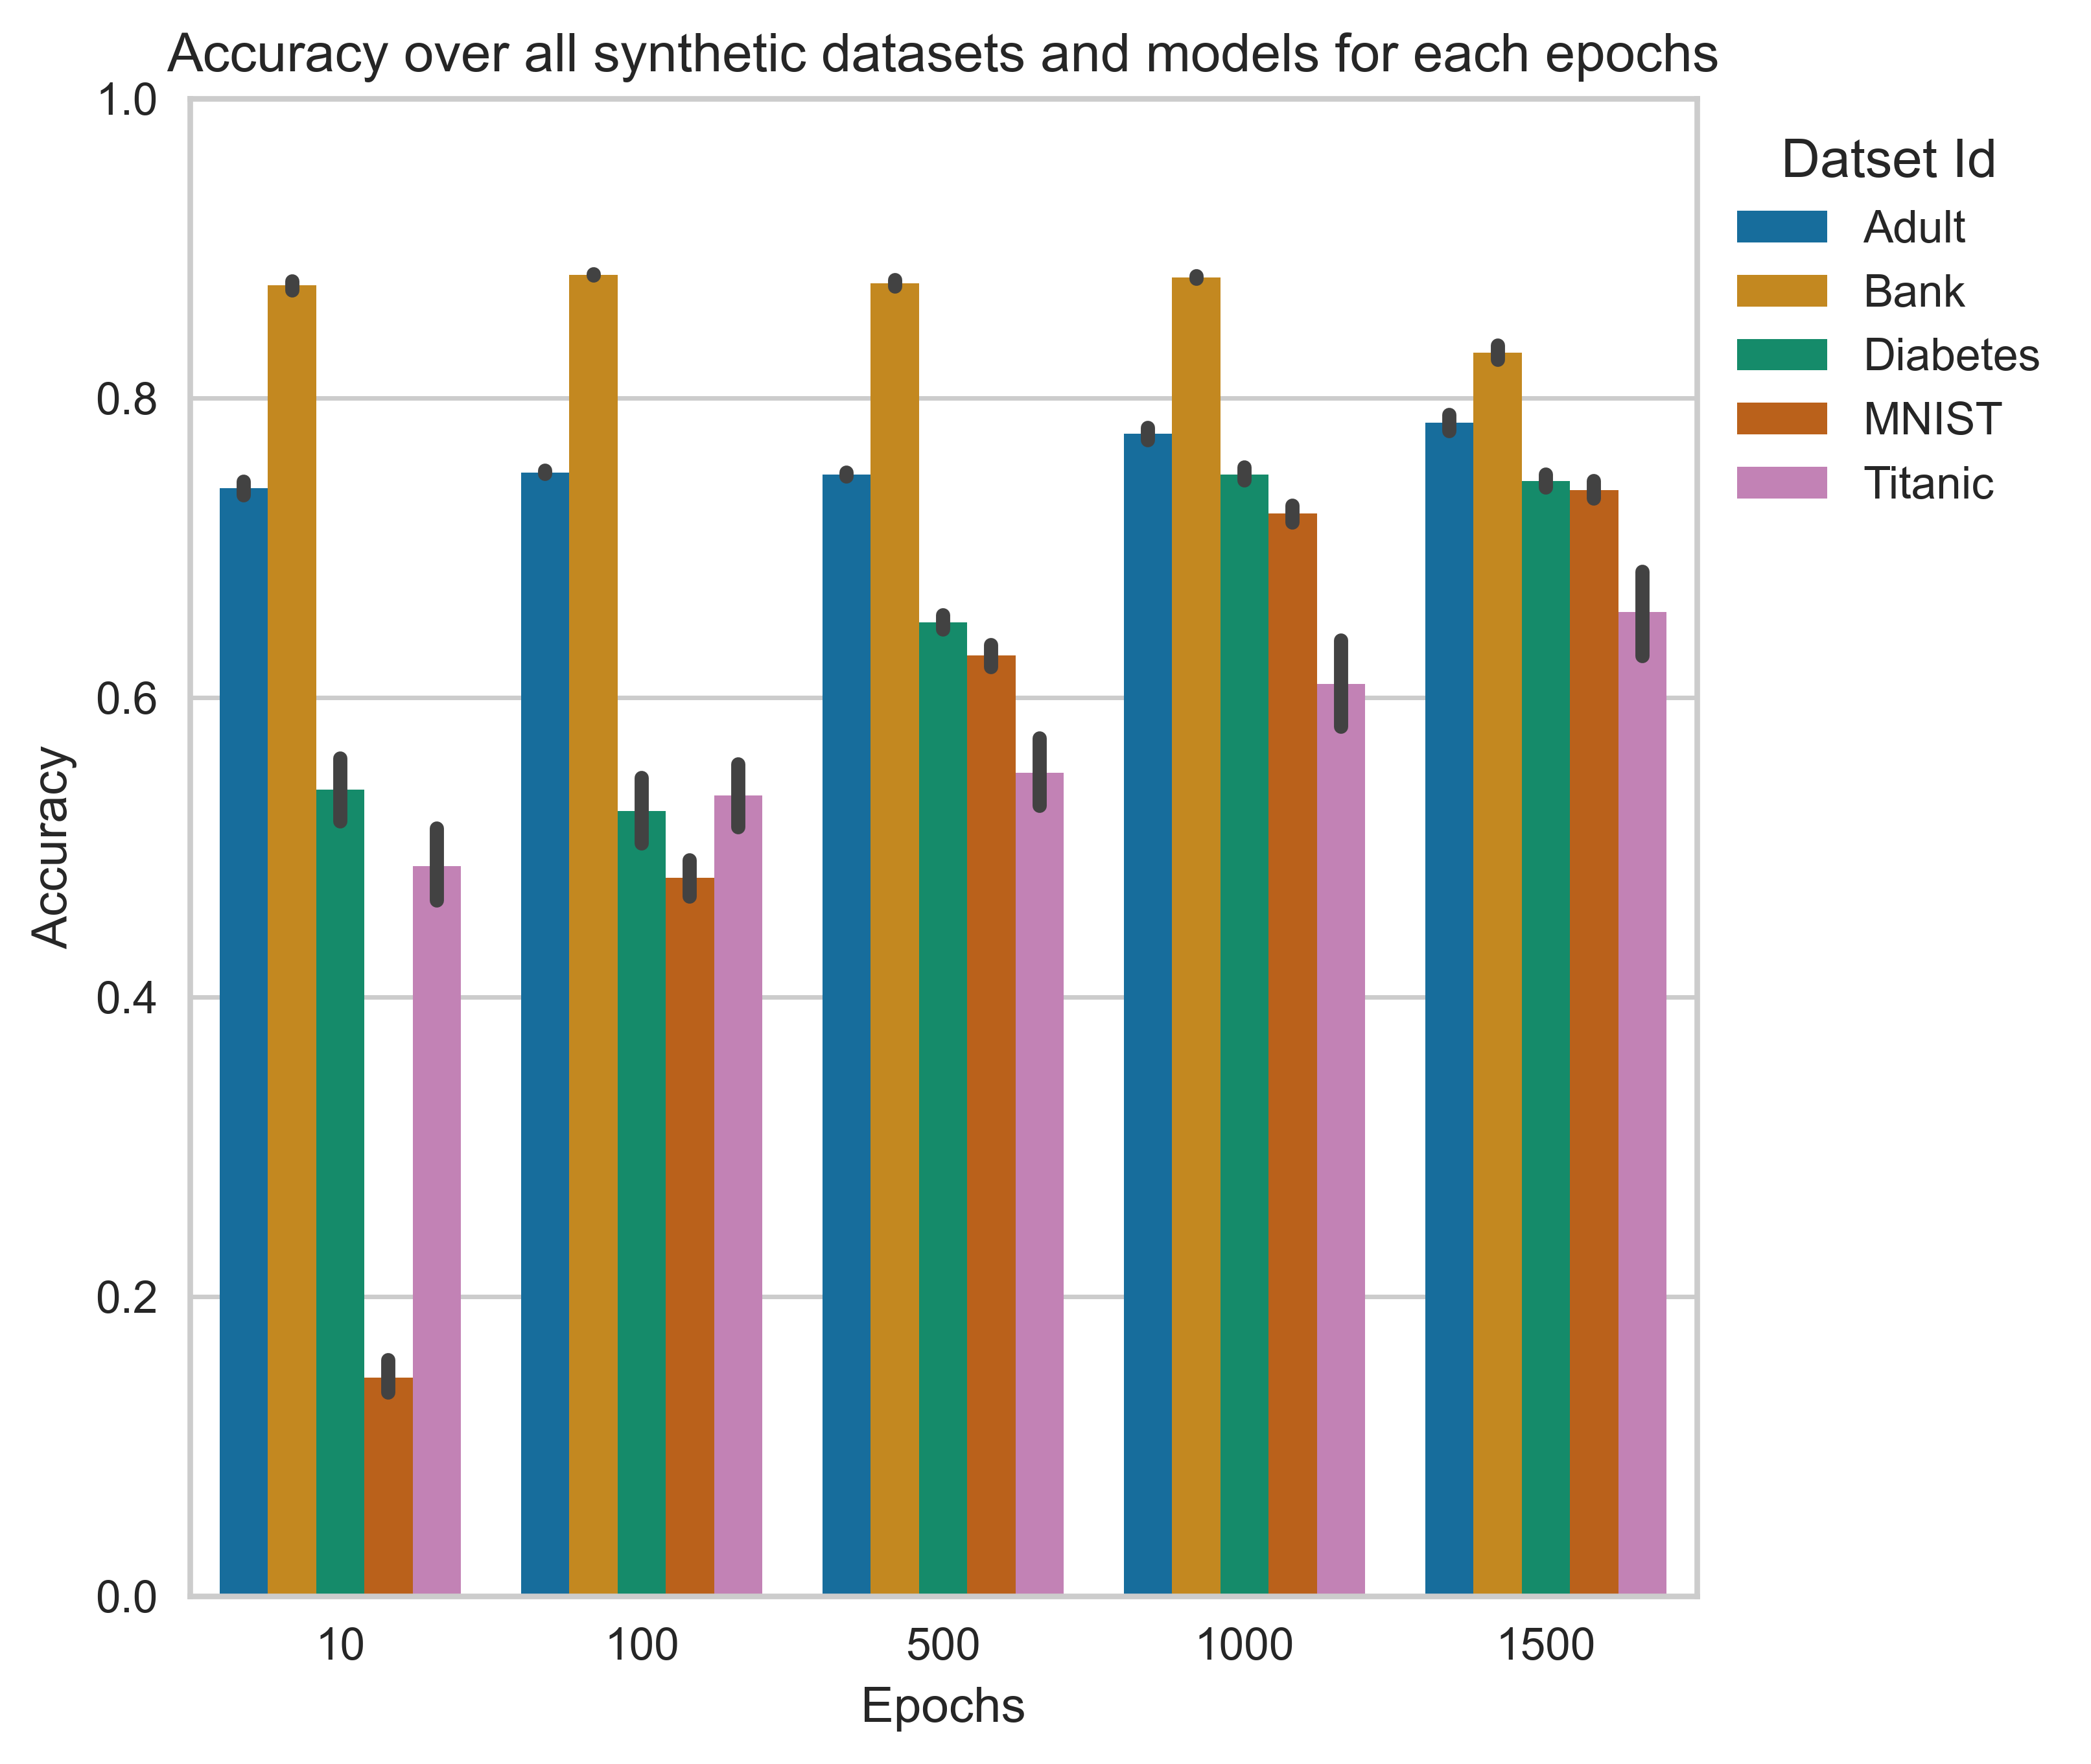 Accuracy over all synthetic datasets and models for each epochs
1.0
0.8
0.6
0.4
0.2
0.0
Accuracy
10 100 500 1000 1500
Epochs
Datset Id
Adult
Bank
Diabetes
MNIST
Titanic